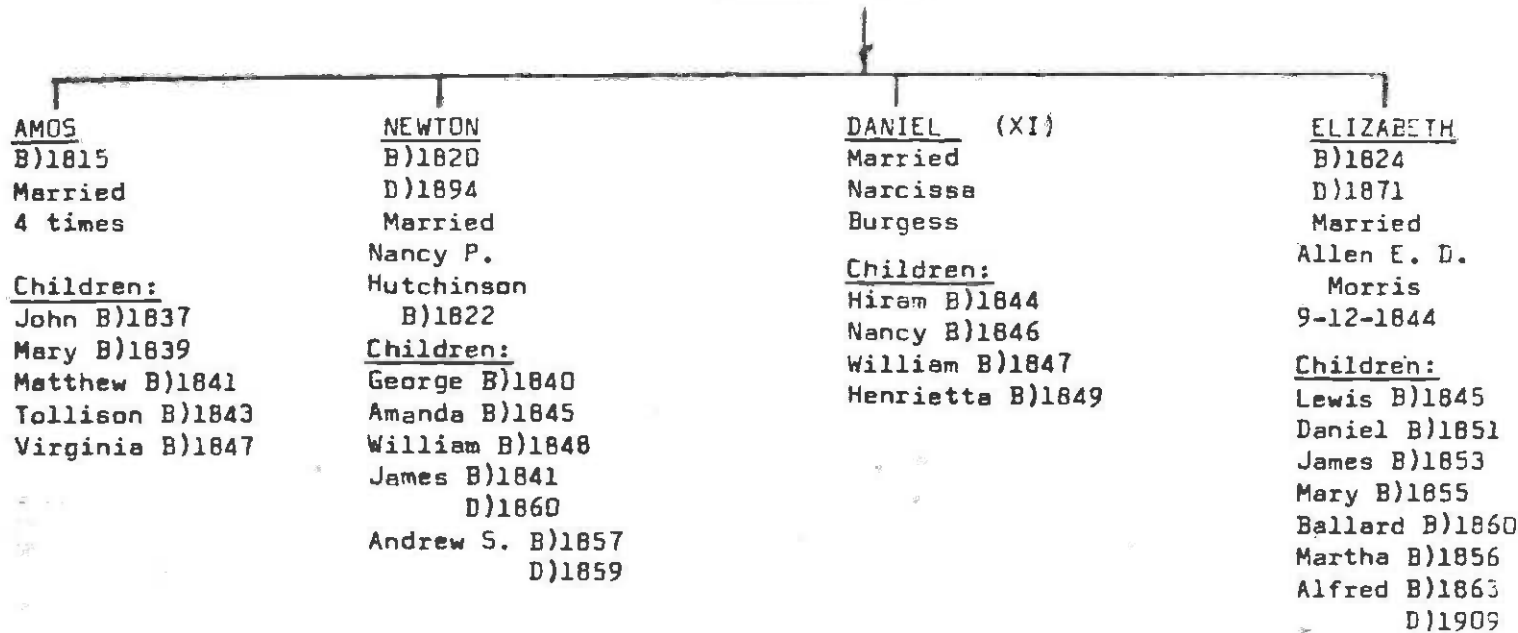 AMOS
B)1815
Married
4 times
Children:
John B)1837
Mary B)1839
Matthew B)1841
Tollison B)1843
Virginia B)1847
NEWTON
B)1820
D)1894
Married
Nancy P.
Hutchinson
B)1822
Children:
George B)1840
Amanda B)1845
William B)1848
James B)1841
D)1860
Andrew S. B)1857
D)1859
DANIEL (XI)
Married
Narcissa
Burgess
Children:
Hiram B)1844
Nancy B)1846
William B)1847
Henrietta B)1849
ELIZABETH
B)1824
D)1871
Married
Allen E. D.
Morris
9-12-1844
Children:
Lewis B)1845
Daniel B)1851
James B)1853
Mary B)1855
Ballard B)1860
Martha B)1856
Alfred B)1863
D)1909